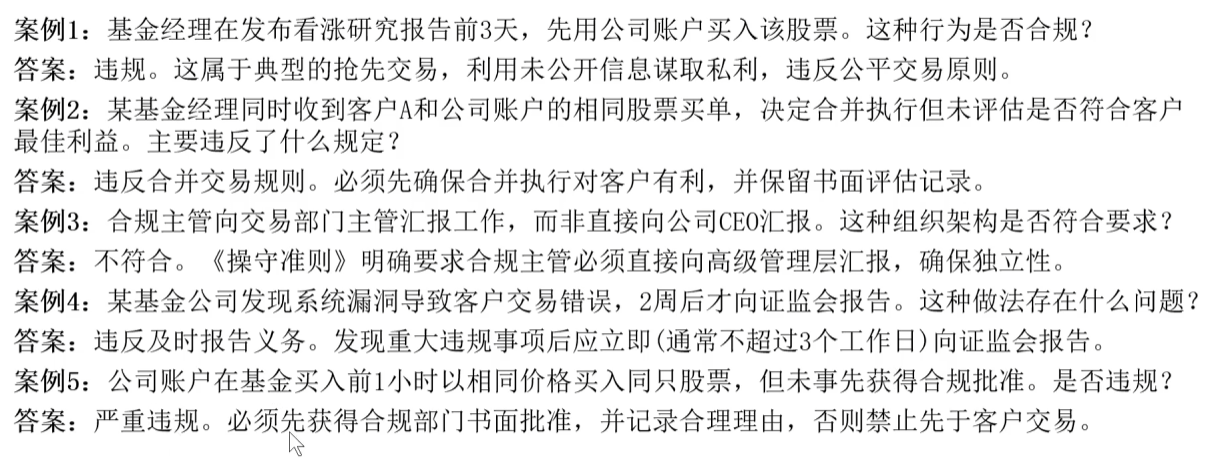 案例1：基金经理在发布看涨研究报告前3天，先用公司账户买入该股票。这种行为是否合规？
答案：违规。这属于典型的抢先交易，利用未公开信息谋取私利，违反公平交易原则。
案例2：某基金经理同时收到客户A和公司账户的相同股票买单，决定合并执行但未评估是否符合客户
最佳利益。主要违反了什么规定？
答案：违反合并交易规则。必须先确保合并执行对客户有利，并保留书面评估记录。
案例3：合规主管向交易部门主管汇报工作，而非直接向公司CEO汇报。这种组织架构是否符合要求？
答案：不符合。《操守准则》明确要求合规主管必须直接向高级管理层汇报，确保独立性。
案例4：某基金公司发现系统漏洞导致客户交易错误，2周后才向证监会报告。这种做法存在什么问题？
答案：违反及时报告义务。发现重大违规事项后应立即(通常不超过3个工作日)向证监会报告。
案例5：公司账户在基金买入前1小时以相同价格买入同只股票，但未事先获得合规批准。是否违规？
答案：严重违规。必须先获得合规部门书面批准，并记录合理理由，否则禁止先于客户交易。